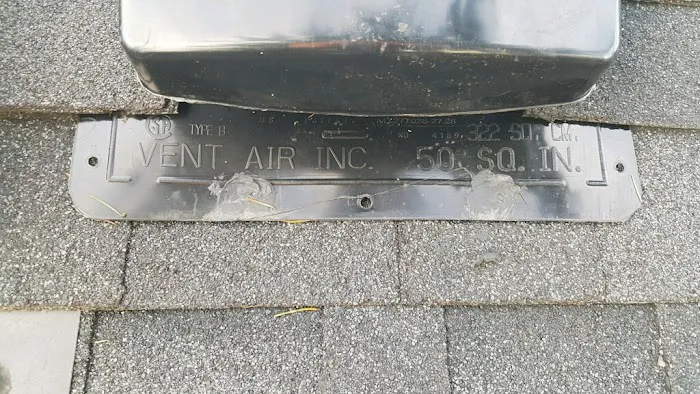 TYPE B U.S. 322 SQ. CM.
VENT AIR INC. 50 SQ. IN.